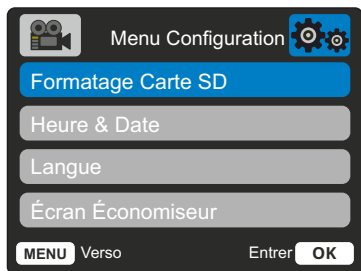 Menu Configuration
Formatage Carte SD
Heure & Date
Langue
Écran Économiseur
MENU Verso Entrer OK